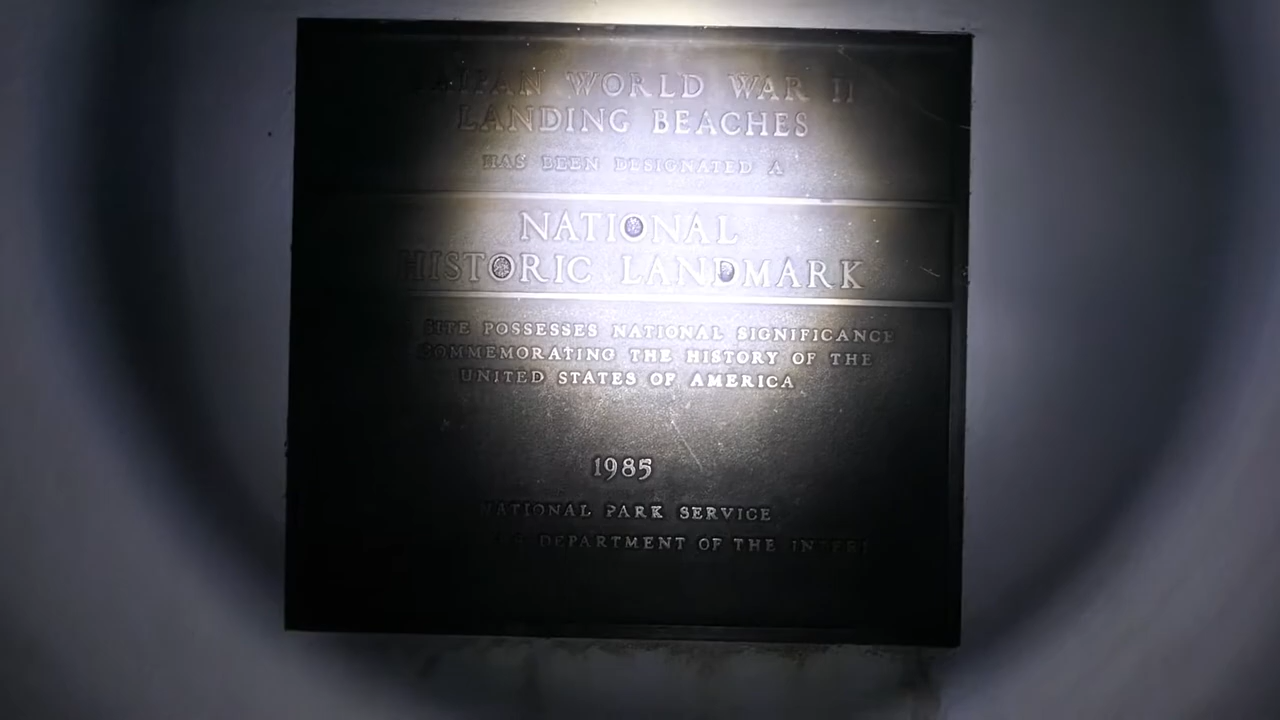 SAIPAN WORLD WAR II
LANDING BEACHES
HAS BEEN DESIGNATED A
NATIONAL
HISTORIC LANDMARK
SITE POSSESSES NATIONAL SIGNIFICANCE
COMMEMORATING THE HISTORY OF THE
UNITED STATES OF AMERICA
1985
NATIONAL PARK SERVICE
DEPARTMENT OF THE INTERI